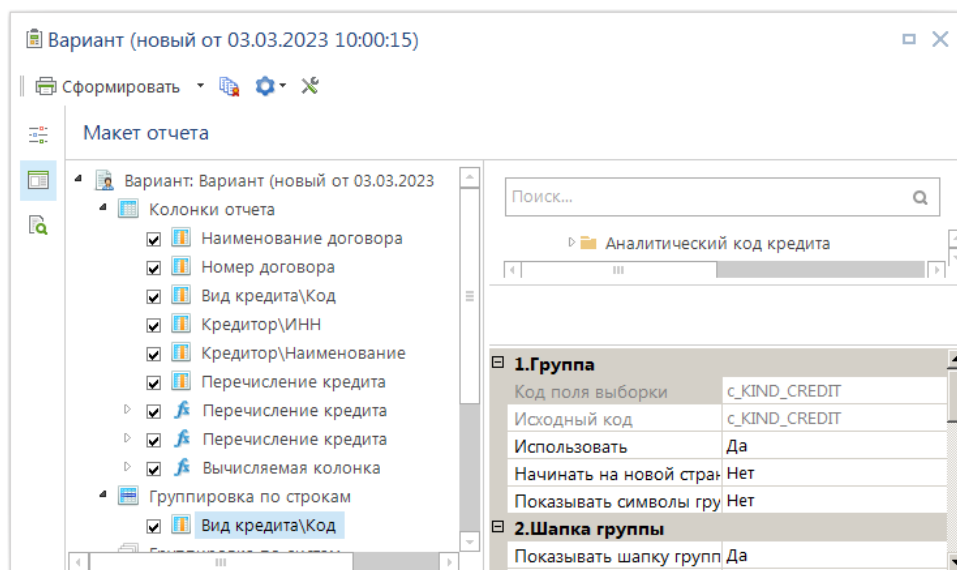 Вариант (новый от 03.03.2023 10:00:15)
Сформировать
Макет отчета
Вариант: Вариант (новый от 03.03.2023
Колонки отчета
Наименование договора
Номер договора
Вид кредита\Код
Кредитор\ИНН
Кредитор\Наименование
Перечисление кредита
Перечисление кредита
Перечисление кредита
Вычисляемая колонка
Группировка по строкам
Вид кредита\Код
Поиск...
Аналитический код кредита
1.Группа
Код поля выборки c_KIND_CREDIT
Исходный код c_KIND_CREDIT
Использовать Да
Начинать на новой стран Нет
Показывать символы гру Нет
2.Шапка группы
Показывать шапку групп Да